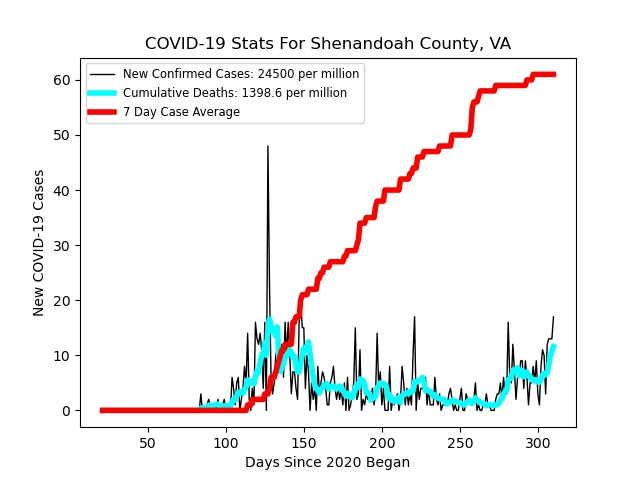 COVID-19 Stats For Shenandoah County, VA
New Confirmed Cases: 24500 per million
Cumulative Deaths: 1398.6 per million
7 Day Case Average
New COVID-19 Cases
60
50
40
30
20
10
0
50 100 150 200 250 300
Days Since 2020 Began